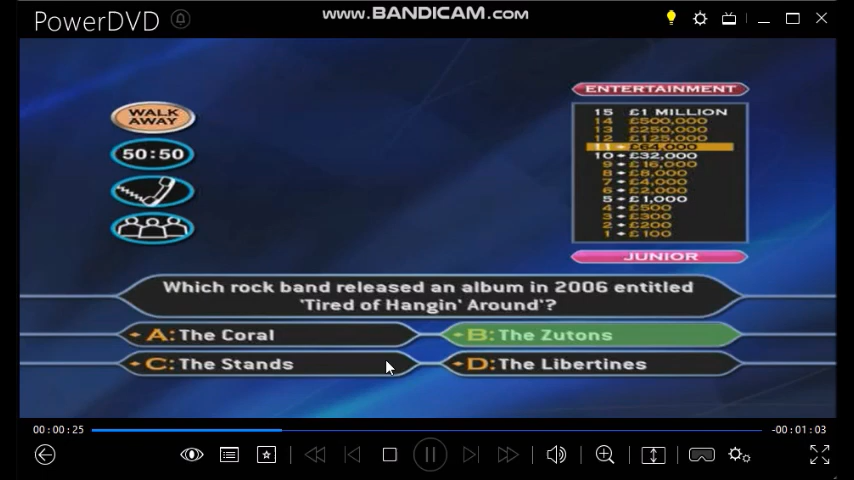 PowerDVD
www.BANDICAM.com
WALK
AWAY
50:50
ENTERTAINMENT
15 £1 MILLION
14 £500,000
13 £250,000
12 £125,000
11 £64,000
10 £32,000
9 £16,000
8 £8,000
7 £4,000
6 £2,000
5 £1,000
4 £500
3 £300
2 £200
1 £100
JUNIOR
Which rock band released an album in 2006 entitled
'Tired of Hangin' Around'?
A: The Coral
B: The Zutons
C: The Stands
D: The Libertines
00:00:25
-00:01:03